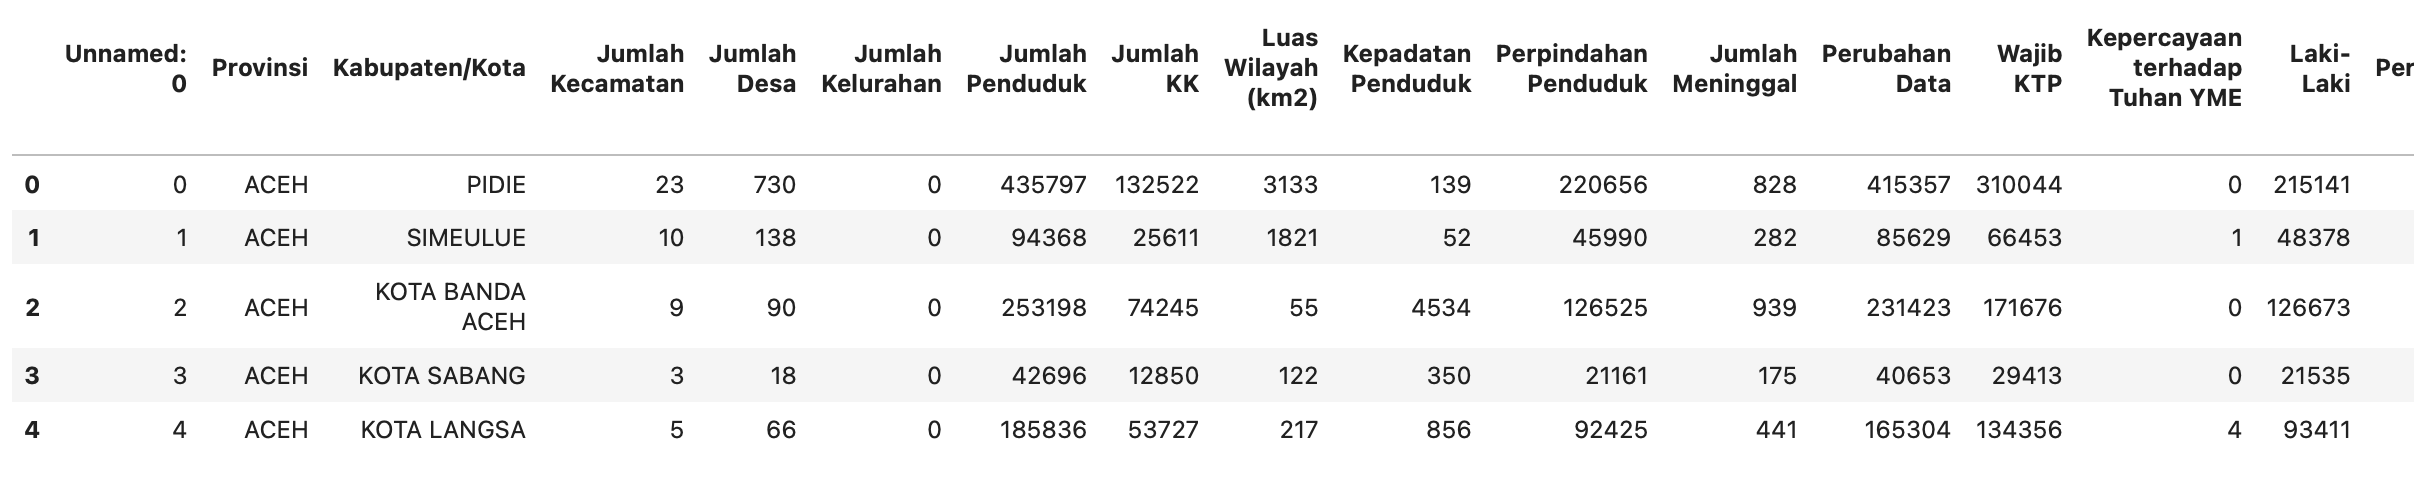 Unnamed: 0 Provinsi Kabupaten/Kota Jumlah Kecamatan Jumlah Desa Jumlah Kelurahan Jumlah Penduduk Jumlah KK Luas Wilayah (km2) Kepadatan Penduduk Perpindahan Penduduk Jumlah Meninggal Perubahan Data Wajib KTP Kepercayaan terhadap Tuhan YME Laki-Laki Per
0 0 ACEH PIDIE 23 730 0 435797 132522 3133 139 220656 828 415357 310044 0 215141
1 1 ACEH SIMEULUE 10 138 0 94368 25611 1821 52 45990 282 85629 66453 1 48378
2 2 ACEH KOTA BANDA ACEH 9 90 0 253198 74245 55 4534 126525 939 231423 171676 0 126673
3 3 ACEH KOTA SABANG 3 18 0 42696 12850 122 350 21161 175 40653 29413 0 21535
4 4 ACEH KOTA LANGSA 5 66 0 185836 53727 217 856 92425 441 165304 134356 4 93411